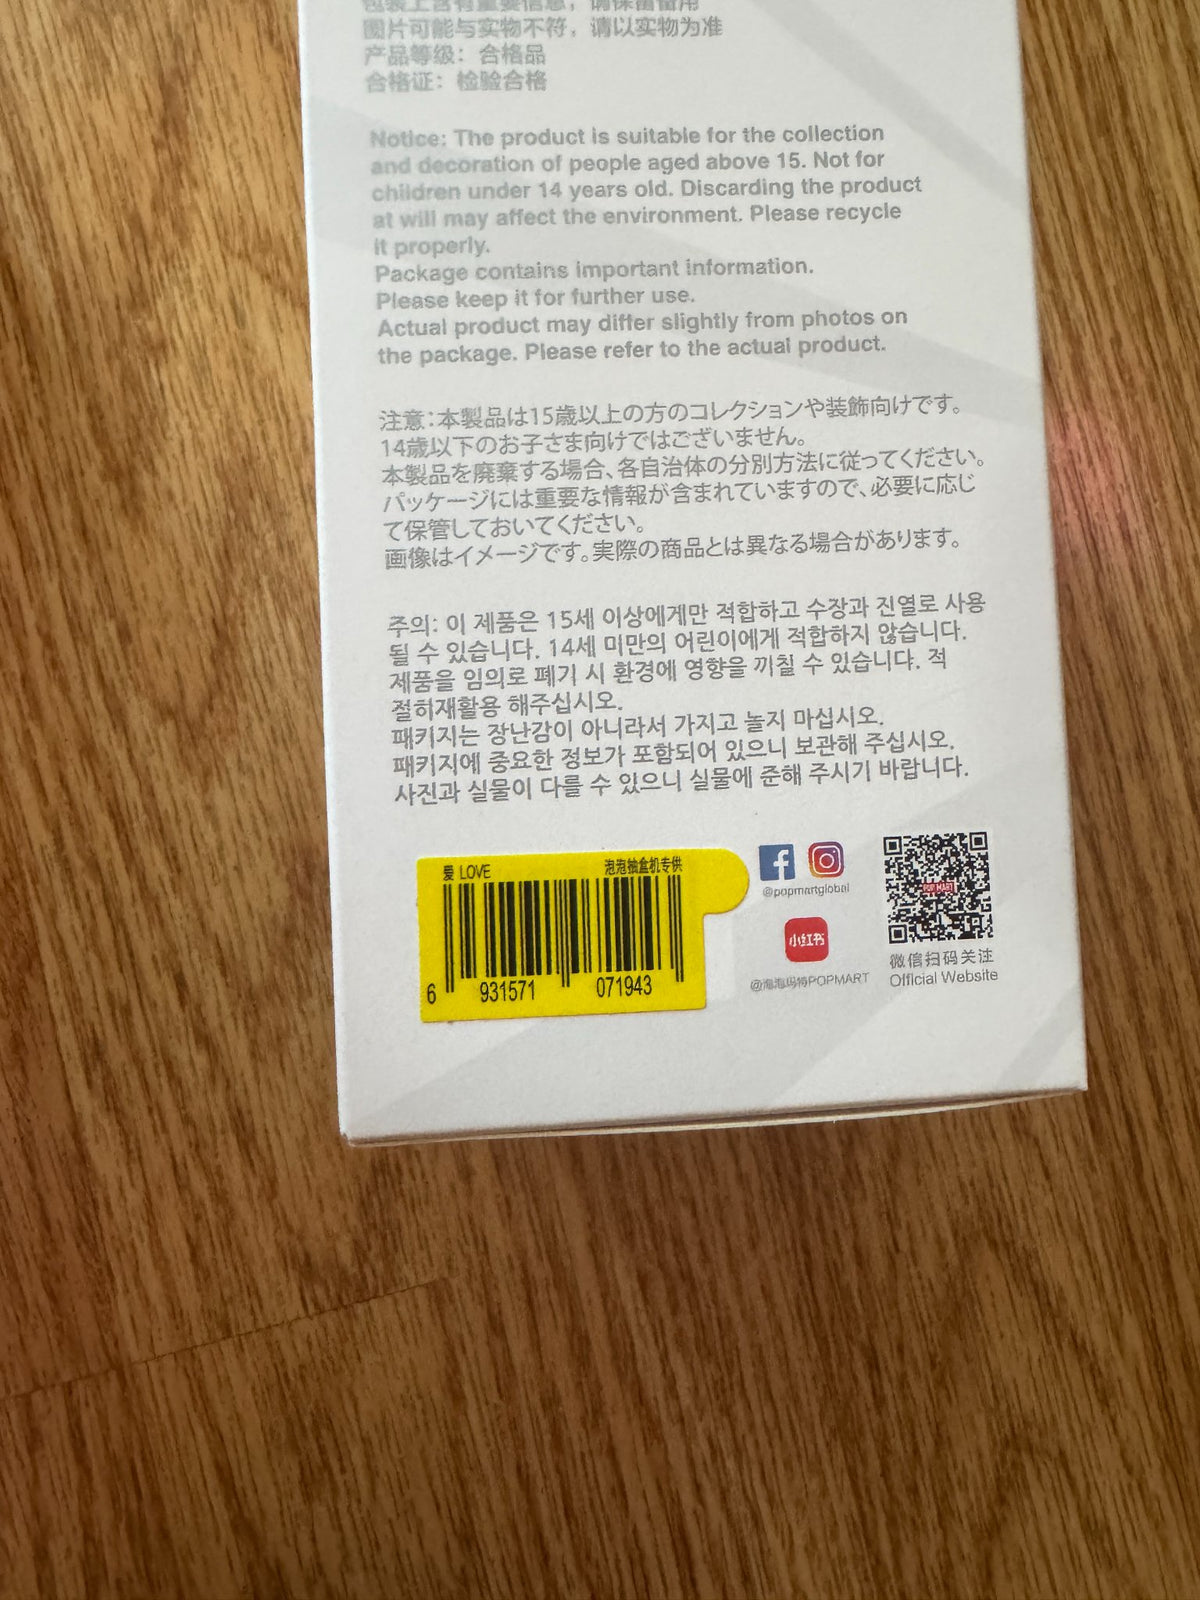 包装上含有重要信息，请保留备用
图片可能与实物不符，请以实物为准
产品等级：合格品
合格证：检验合格
Notice: The product is suitable for the collection
and decoration of people aged above 15. Not for
children under 14 years old. Discarding the product
at will may affect the environment. Please recycle
it properly.
Package contains important information.
Please keep it for further use.
Actual product may differ slightly from photos on
the package. Please refer to the actual product.
注意：本製品は15歳以上の方のコレクションや装飾向けです。
14歳以下のお子さま向けではございません。
本製品を廃棄する場合、各自治体の分別方法に従ってください。
パッケージには重要な情報が含まれていますので、必要に応じ
て保管しておいてください。
画像はイメージです。実際の商品とは異なる場合があります。
주의: 이 제품은 15세 이상에게만 적합하고 수장과 진열로 사용
될 수 있습니다. 14세 미만의 어린이에게 적합하지 않습니다.
제품을 임의로 폐기 시 환경에 영향을 끼칠 수 있습니다. 적
절히재활용 해주십시오.
패키지는 장난감이 아니라서 가지고 놀지 마십시오.
패키지에 중요한 정보가 포함되어 있으니 보관해 주십시오.
사진과 실물이 다를 수 있으니 실물에 준해 주시기 바랍니다.
爱 LOVE 泡泡抽盒机专供
6 931571 071943
@popmartglobal
小红书
@泡泡玛特POPMART
POP MART
微信扫码关注
Official Website